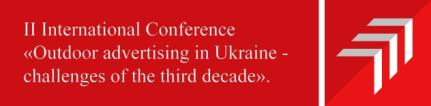 II International Conference
«Outdoor advertising in Ukraine -
challenges of the third decade».